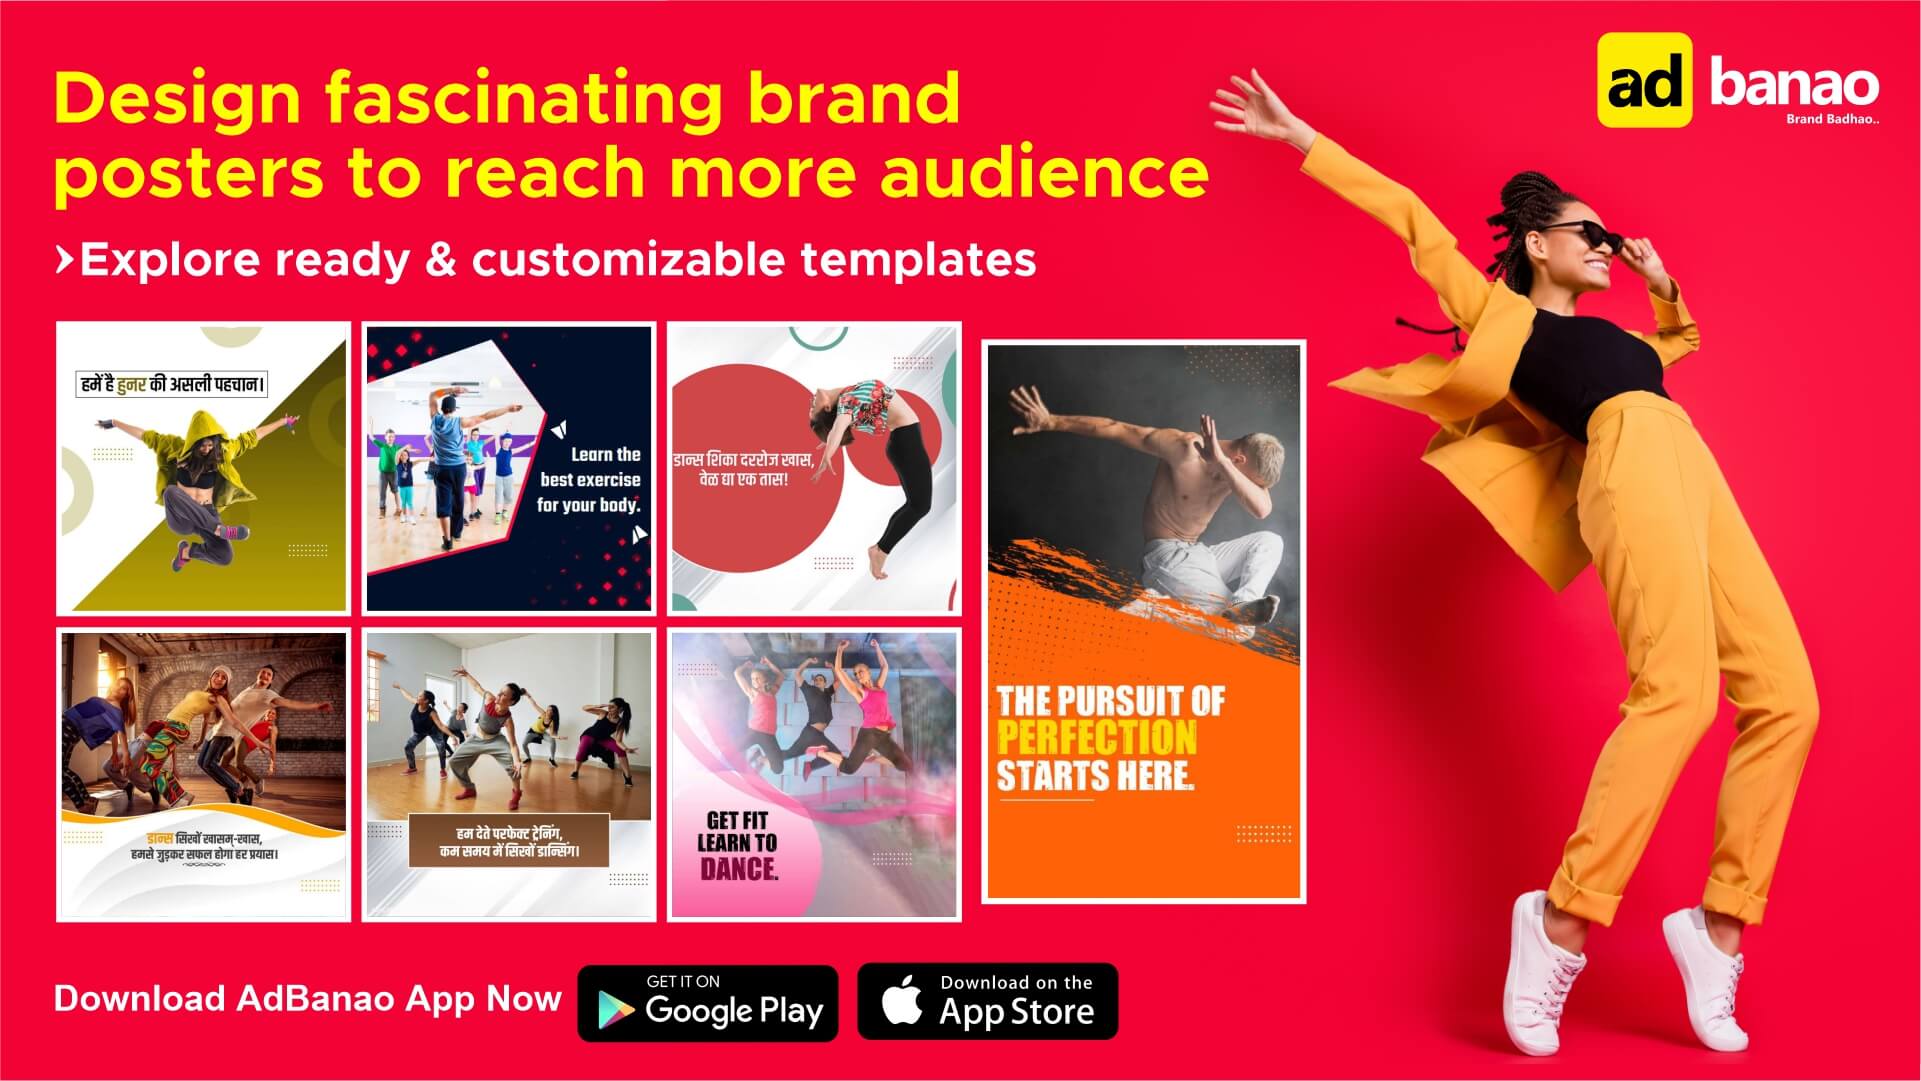 ad banao
Brand Badhao..
Design fascinating brand
posters to reach more audience
Explore ready & customizable templates
हमें है हुनर की असली पहचान।
Learn the
best exercise
for your body.
डान्स शिका दररोज खास,
वेळ द्या एक तास!
THE PURSUIT OF
PERFECTION
STARTS HERE.
डान्स सिखों खासम-खास,
हमसे जुड़कर सफल होगा हर प्रयास।
हम देते परफेक्ट ट्रेनिंग,
कम समय में सिखों डान्सिंग।
GET FIT
LEARN TO
DANCE.
Download AdBanao App Now
GET IT ON
Google Play
Download on the
App Store